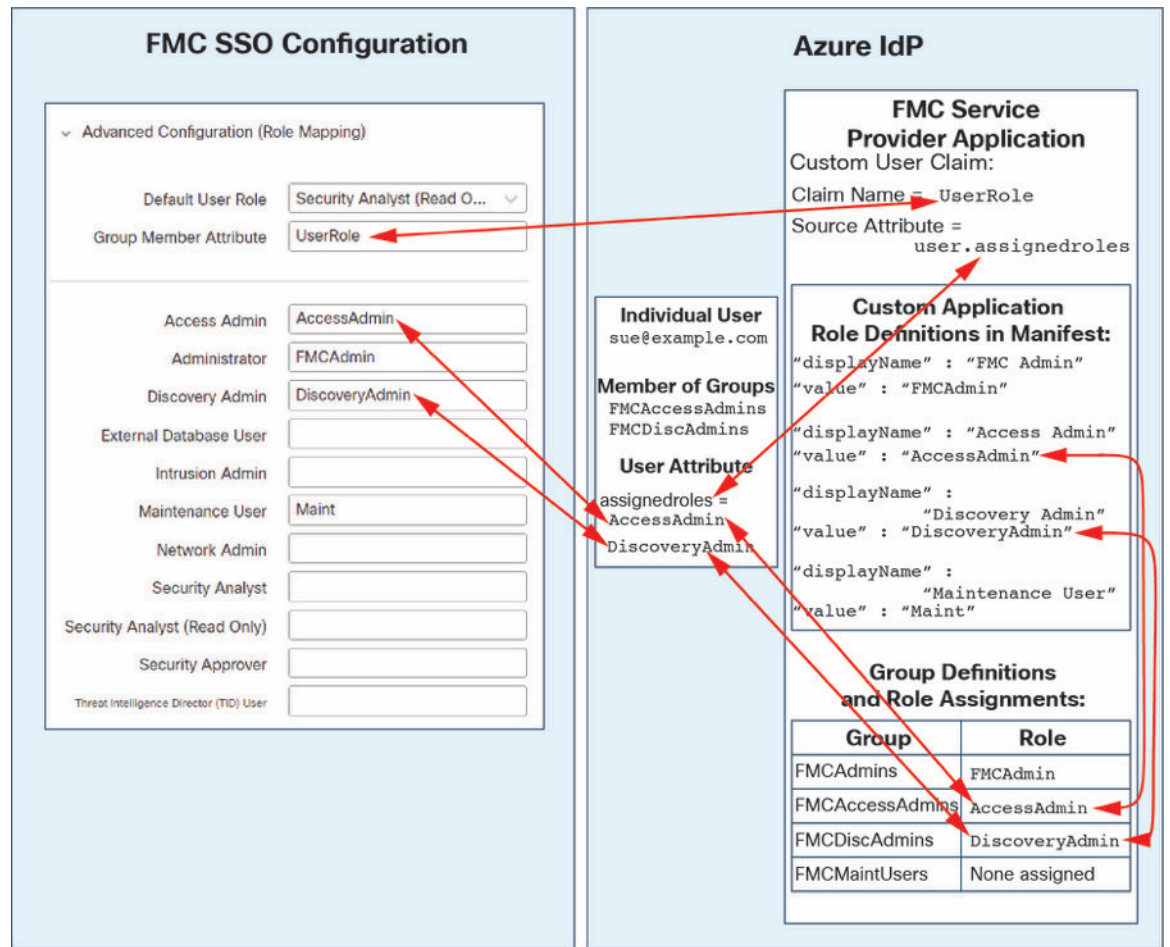 FMC SSO Configuration
Advanced Configuration (Role Mapping)
Default User Role
Security Analyst (Read O...
Group Member Attribute
UserRole
Access Admin
AccessAdmin
Administrator
FMCAdmin
Discovery Admin
DiscoveryAdmin
External Database User
Intrusion Admin
Maintenance User
Maint
Network Admin
Security Analyst
Security Analyst (Read Only)
Security Approver
Threat Intelligence Director (TID) User
Azure IdP
Individual User
sue@example.com
Member of Groups
FMCAccessAdmins
FMCDiscAdmins
User Attribute
assignedroles =
AccessAdmin
DiscoveryAdmin
FMC Service
Provider Application
Custom User Claim:
Claim Name = UserRole
Source Attribute =
user.assignedroles
Custom Application
Role Definitions in Manifest:
“displayName” : “FMC Admin”
“value” : “FMCAdmin”
“displayName” : “Access Admin”
“value” : “AccessAdmin”
“displayName” :
“Discovery Admin”
“value” : “DiscoveryAdmin”
“displayName” :
“Maintenance User”
“value” : “Maint”
Group Definitions
and Role Assignments:
Group Role
FMCAdmins FMCAdmin
FMCAccessAdmins AccessAdmin
FMCDiscAdmins DiscoveryAdmin
FMCMaintUsers None assigned